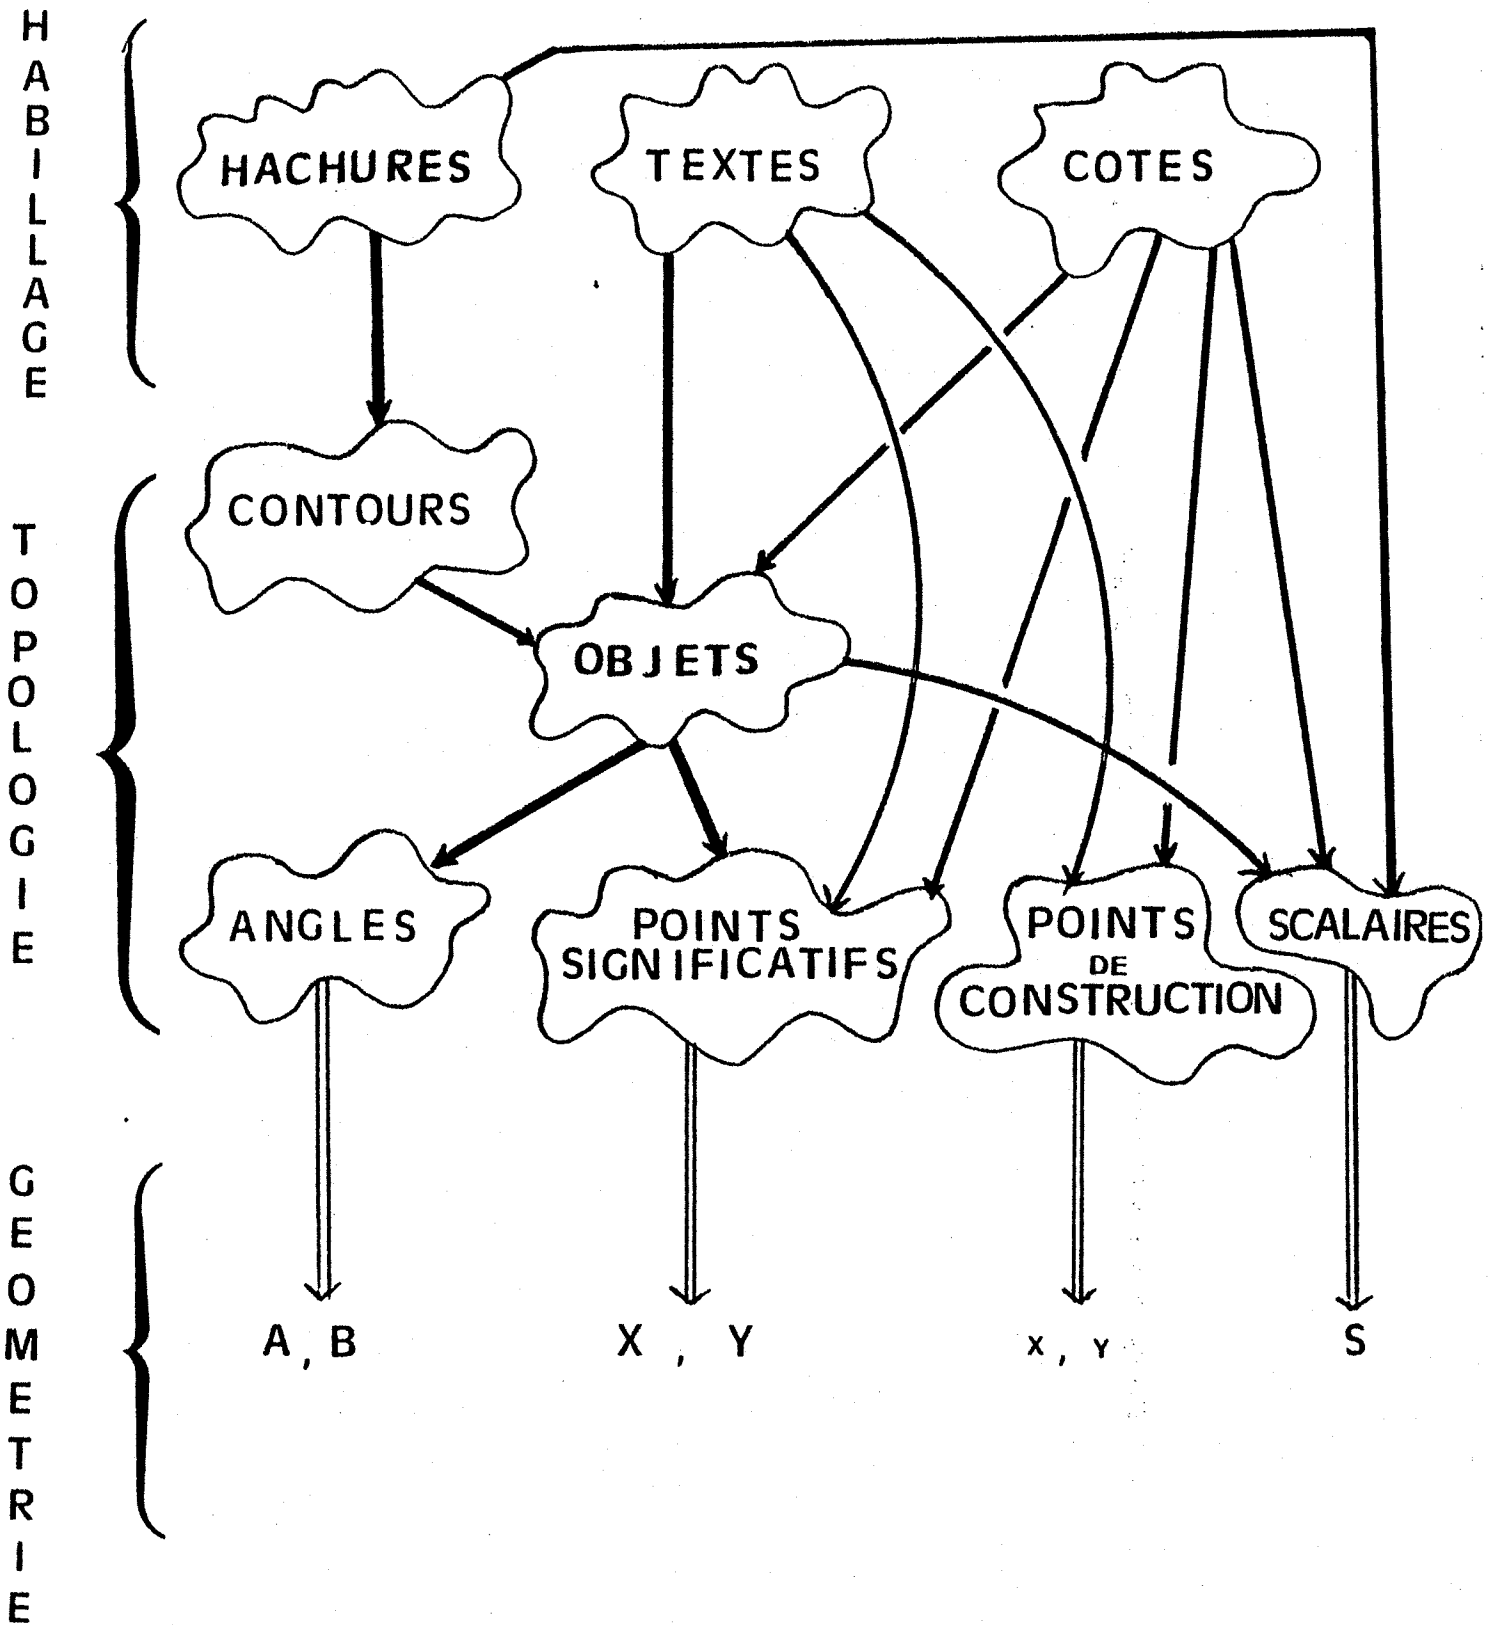 HABILLAGE
HACHURES
TEXTES
COTES
TOPOLOGIE
CONTOURS
OBJETS
ANGLES
POINTS
SIGNIFICATIFS
POINTS
DE
CONSTRUCTION
SCALAIRES
GEOMETRIE
A, B
X, Y
X, Y
S